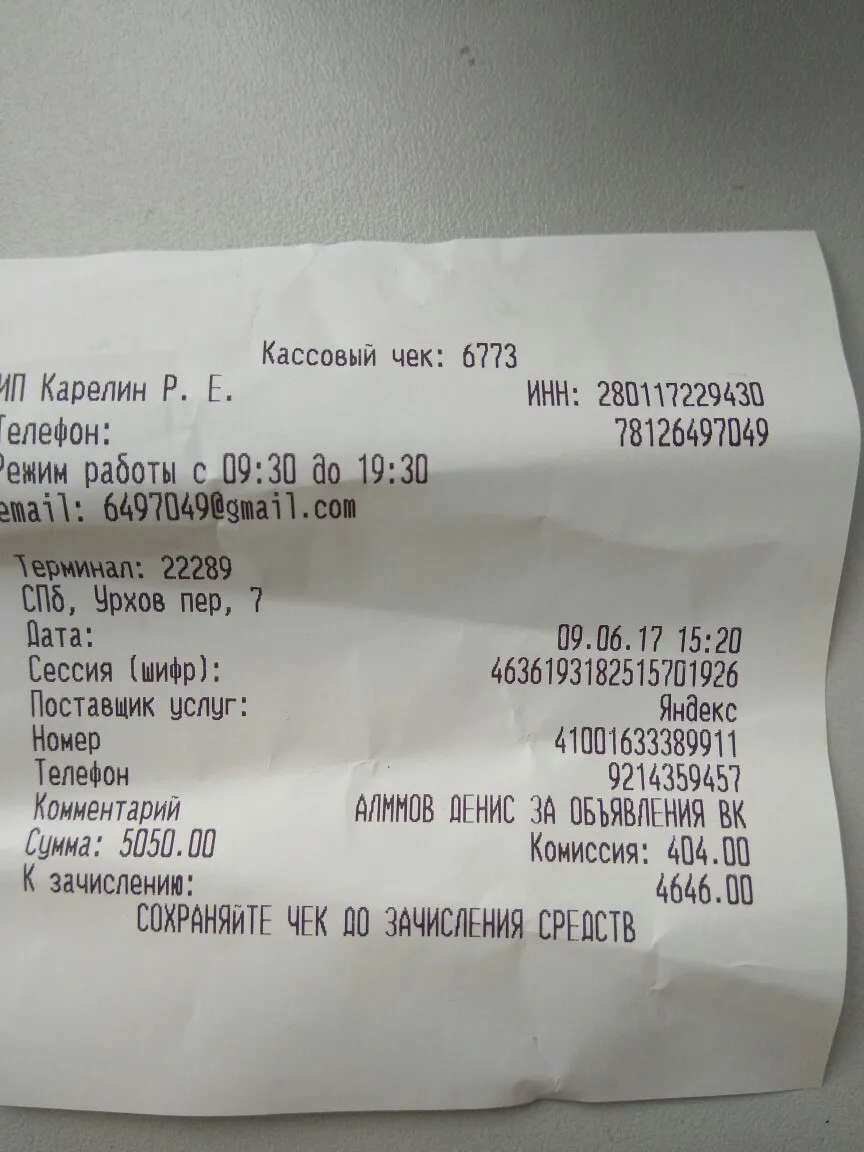 Кассовый чек: 6773
ИП Карелин Р. Е. ИНН: 280117229430
Телефон: 78126497049
Режим работы с 09:30 до 19:30
email: 6497049@gmail.com
Терминал: 22289
СПб, Урхов пер, 7
Дата: 09.06.17 15:20
Сессия (шифр): 4636193182515701926
Поставщик услуг: Яндекс
Номер 41001633389911
Телефон 9214359457
Комментарий АЛММОВ ДЕНИС ЗА ОБЪЯВЛЕНИЯ ВК
Сумма: 5050.00 Комиссия: 404.00
К зачислению: 4646.00
СОХРАНЯйТЕ ЧЕК ДО ЗАЧИСЛЕНИЯ СРЕДСТВ